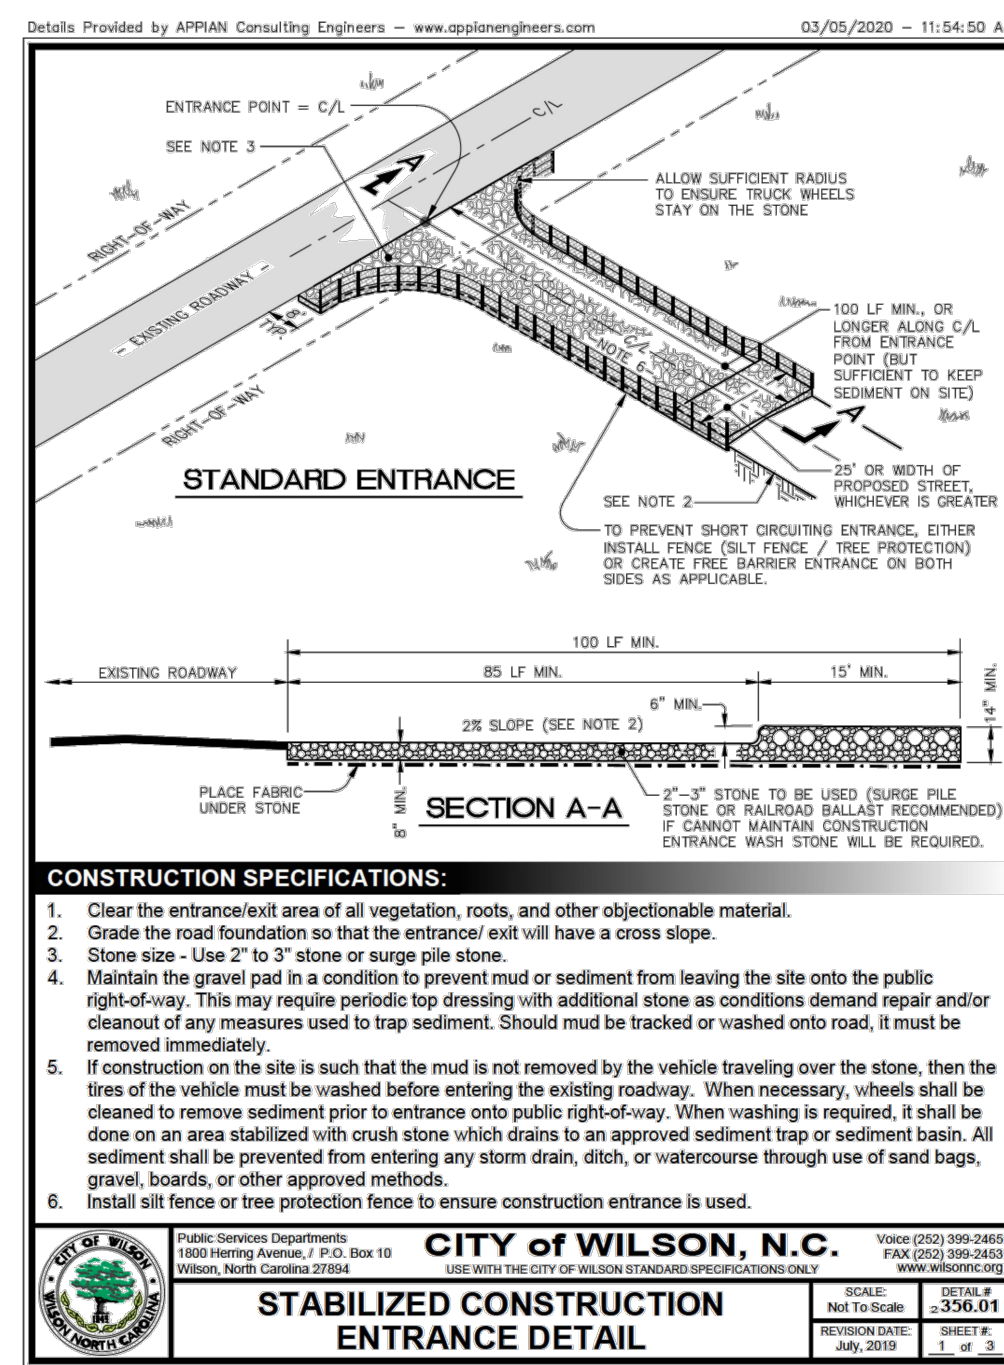 Details Provided by APPIAN Consulting Engineers – www.appianengineers.com
03/05/2020 – 11:54:50 A
ENTRANCE POINT = C/L
SEE NOTE 3
A
C/L
RIGHT-OF-WAY
- EXISTING ROADWAY -
RIGHT-OF-WAY
8'
TYP.
ALLOW SUFFICIENT RADIUS
TO ENSURE TRUCK WHEELS
STAY ON THE STONE
C/L
NOTE 6
100 LF MIN., OR
LONGER ALONG C/L
FROM ENTRANCE
POINT (BUT
SUFFICIENT TO KEEP
SEDIMENT ON SITE)
A
25' OR WIDTH OF
PROPOSED STREET,
WHICHEVER IS GREATER
STANDARD ENTRANCE
SEE NOTE 2
TO PREVENT SHORT CIRCUITING ENTRANCE, EITHER
INSTALL FENCE (SILT FENCE / TREE PROTECTION)
OR CREATE FREE BARRIER ENTRANCE ON BOTH
SIDES AS APPLICABLE.
100 LF MIN.
EXISTING ROADWAY
85 LF MIN.
15' MIN.
6" MIN.
14" MIN.
2% SLOPE (SEE NOTE 2)
PLACE FABRIC
UNDER STONE
8" MIN.
SECTION A-A
2"-3" STONE TO BE USED (SURGE PILE
STONE OR RAILROAD BALLAST RECOMMENDED)
IF CANNOT MAINTAIN CONSTRUCTION
ENTRANCE WASH STONE WILL BE REQUIRED.
CONSTRUCTION SPECIFICATIONS:
1. Clear the entrance/exit area of all vegetation, roots, and other objectionable material.
2. Grade the road foundation so that the entrance/ exit will have a cross slope.
3. Stone size - Use 2" to 3" stone or surge pile stone.
4. Maintain the gravel pad in a condition to prevent mud or sediment from leaving the site onto the public
right-of-way. This may require periodic top dressing with additional stone as conditions demand repair and/or
cleanout of any measures used to trap sediment. Should mud be tracked or washed onto road, it must be
removed immediately.
5. If construction on the site is such that the mud is not removed by the vehicle traveling over the stone, then the
tires of the vehicle must be washed before entering the existing roadway. When necessary, wheels shall be
cleaned to remove sediment prior to entrance onto public right-of-way. When washing is required, it shall be
done on an area stabilized with crush stone which drains to an approved sediment trap or sediment basin. All
sediment shall be prevented from entering any storm drain, ditch, or watercourse through use of sand bags,
gravel, boards, or other approved methods.
6. Install silt fence or tree protection fence to ensure construction entrance is used.
CITY OF WILSON
1849
WILSON NORTH CAROLINA
Public Services Departments
1800 Herring Avenue, / P.O. Box 10
Wilson, North Carolina 27894
CITY of WILSON, N.C.
USE WITH THE CITY OF WILSON STANDARD SPECIFICATIONS ONLY
Voice (252) 399-2465
FAX (252) 399-2453
www.wilsonnc.org
STABILIZED CONSTRUCTION
ENTRANCE DETAIL
SCALE:
Not To Scale
DETAIL #
356.01
REVISION DATE:
July, 2019
SHEET #:
1 of 3